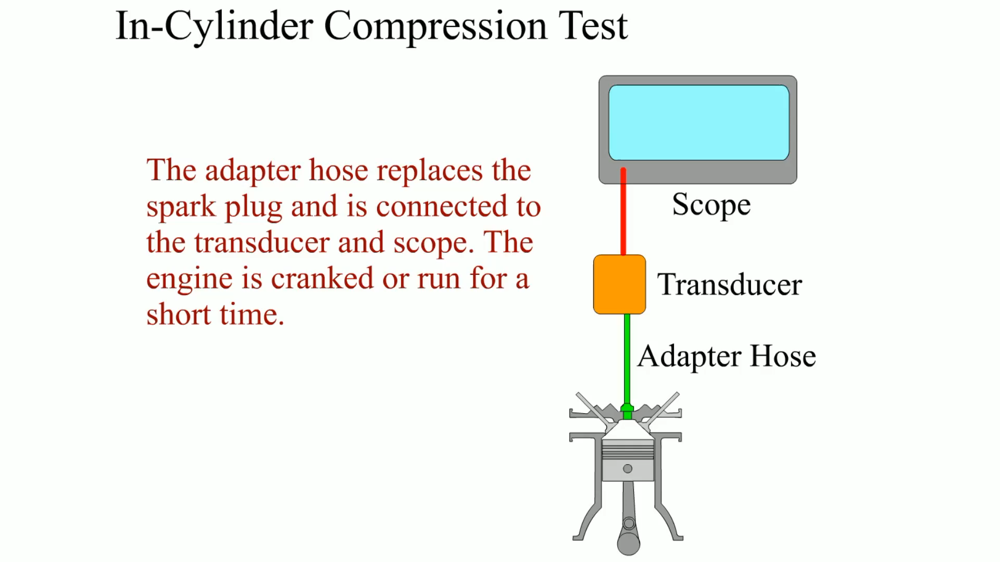 In-Cylinder Compression Test
The adapter hose replaces the
spark plug and is connected to
the transducer and scope. The
engine is cranked or run for a
short time.
Scope
Transducer
Adapter Hose